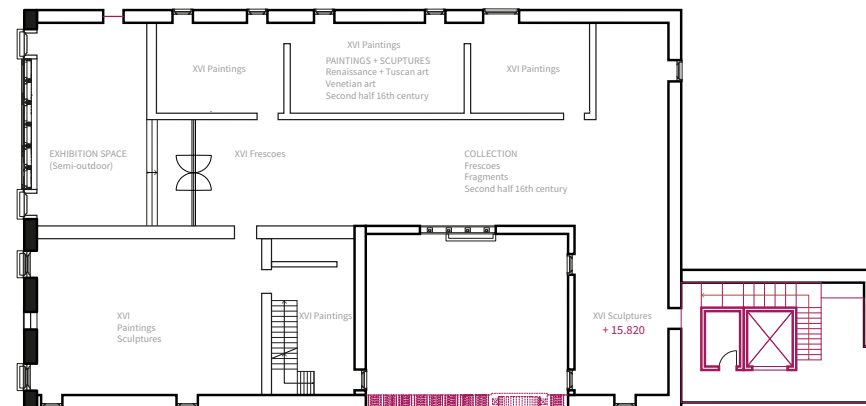 XVI Paintings
XVI Paintings
PAINTINGS + SCUPTURES
Renaissance + Tuscan art
Venetian art
Second half 16th century
XVI Paintings
EXHIBITION SPACE
(Semi-outdoor)
XVI Frescoes
COLLECTION
Frescoes
Fragments
Second half 16th century
XVI
Paintings
Sculptures
XVI Paintings
XVI Sculptures
+ 15.820